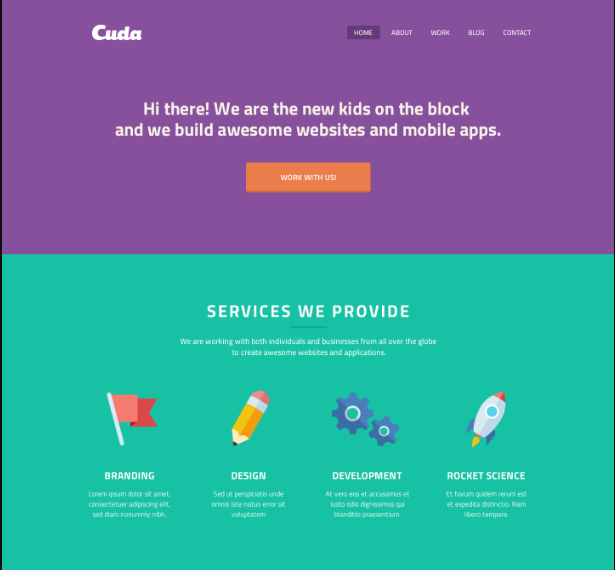 Cuda
HOME ABOUT WORK BLOG CONTACT
Hi there! We are the new kids on the block
and we build awesome websites and mobile apps.
WORK WITH US!
SERVICES WE PROVIDE
We are working with both individuals and businesses from all over the globe
to create awesome websites and applications.
BRANDING
Lorem ipsum dolor sit amet,
consectetuer adipiscing elit,
sed diam nonummy nibh.
DESIGN
Sed ut perspiciatis unde
omnis iste natus error sit
voluptatem
DEVELOPMENT
At vero eos et accusamus et
iusto odio dignissimos qui
blanditiis praesentium.
ROCKET SCIENCE
Et harum quidem rerum est
et expedita distinctio. Nam
libero tempore.